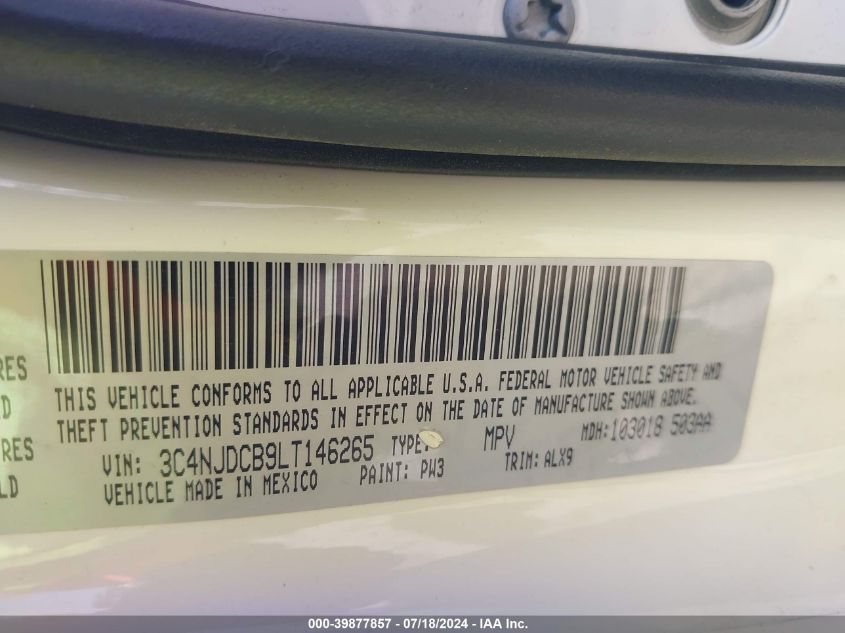 THIS VEHICLE CONFORMS TO ALL APPLICABLE U.S.A. FEDERAL MOTOR VEHICLE SAFETY AND
THEFT PREVENTION STANDARDS IN EFFECT ON THE DATE OF MANUFACTURE SHOWN ABOVE.
VIN: 3C4NJDCB9LT146265 TYPE: MPV MDH:103018 503AA
VEHICLE MADE IN MEXICO PAINT: PW3 TRIM: ALX9
RES
D
RES
LD
000-39877857 - 07/18/2024 - IAA Inc.